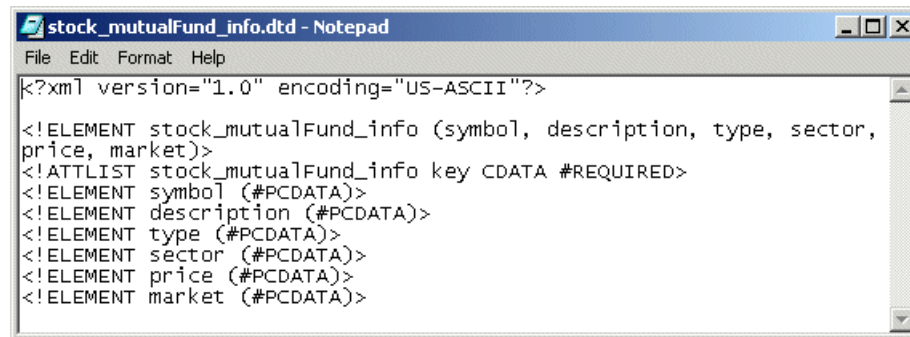 stock_mutualFund_info.dtd - Notepad
File Edit Format Help
<?xml version="1.0" encoding="US-ASCII"?>
<!ELEMENT stock_mutualFund_info (symbol, description, type, sector,
price, market)>
<!ATTLIST stock_mutualFund_info key CDATA #REQUIRED>
<!ELEMENT symbol (#PCDATA)>
<!ELEMENT description (#PCDATA)>
<!ELEMENT type (#PCDATA)>
<!ELEMENT sector (#PCDATA)>
<!ELEMENT price (#PCDATA)>
<!ELEMENT market (#PCDATA)>